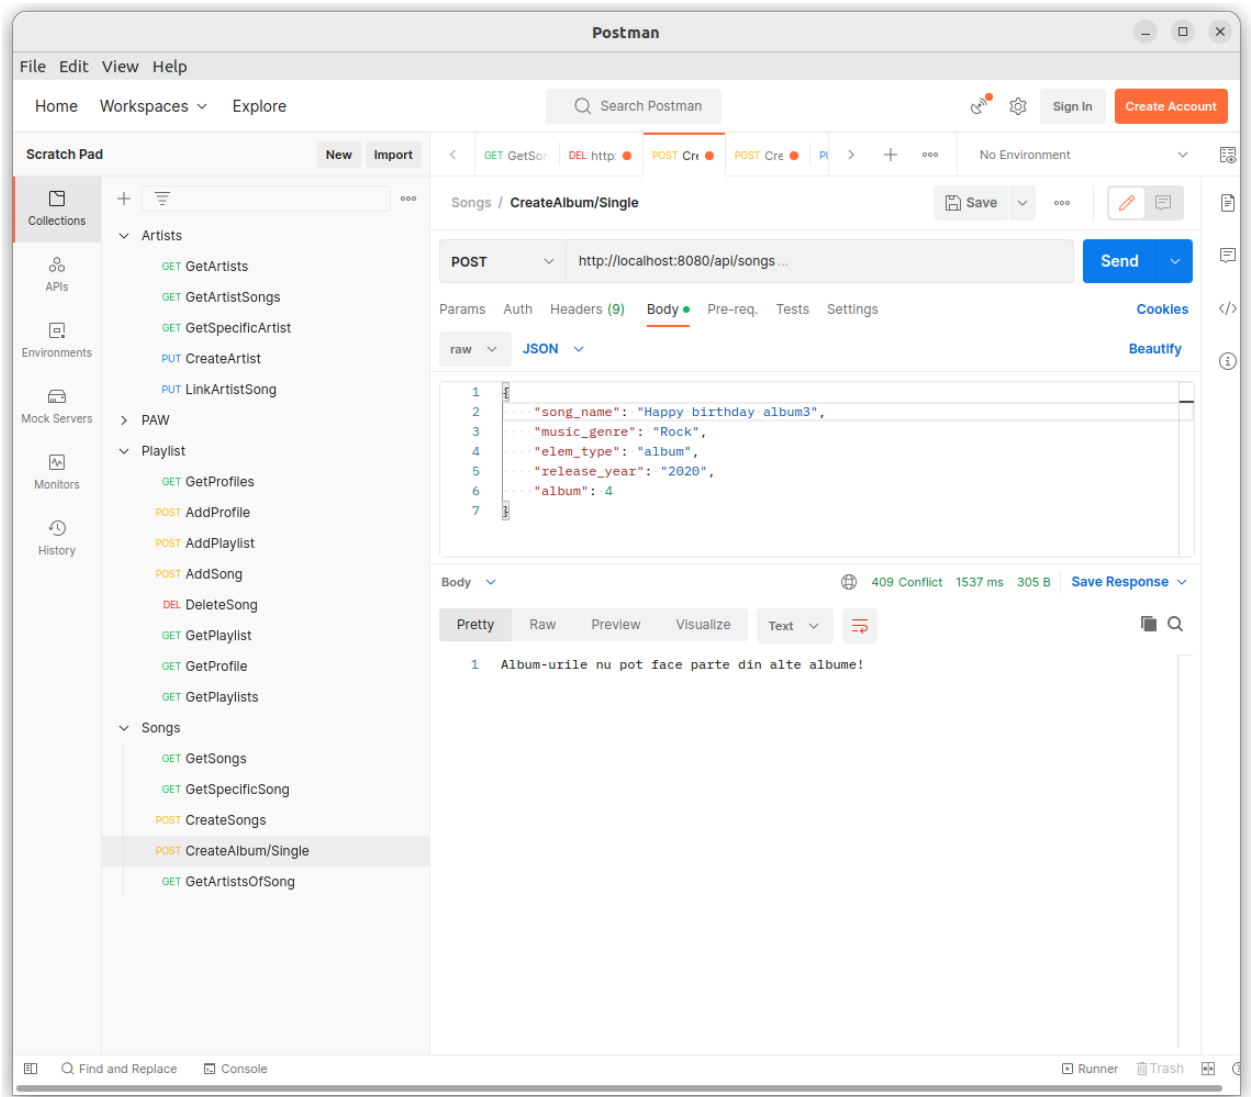 Postman
File Edit View Help
Home Workspaces Explore Search Postman Sign In Create Account
Scratch Pad New Import GET GetSon DEL http: POST Cre POST Cre PU No Environment
Collections
APIs
Environments
Mock Servers
Monitors
History
Artists
GET GetArtists
GET GetArtistSongs
GET GetSpecificArtist
PUT CreateArtist
PUT LinkArtistSong
PAW
Playlist
GET GetProfiles
POST AddProfile
POST AddPlaylist
POST AddSong
DEL DeleteSong
GET GetPlaylist
GET GetProfile
GET GetPlaylists
Songs
GET GetSongs
GET GetSpecificSong
POST CreateSongs
POST CreateAlbum/Single
GET GetArtistsOfSong
Songs / CreateAlbum/Single Save
POST http://localhost:8080/api/songs ... Send
Params Auth Headers (9) Body Pre-req. Tests Settings Cookies
raw JSON Beautify
1 {
2 "song_name": "Happy birthday album3",
3 "music_genre": "Rock",
4 "elem_type": "album",
5 "release_year": "2020",
6 "album": 4
7 }
Body 409 Conflict 1537 ms 305 B Save Response
Pretty Raw Preview Visualize Text
1 Album-urile nu pot face parte din alte albume!
Find and Replace Console Runner Trash